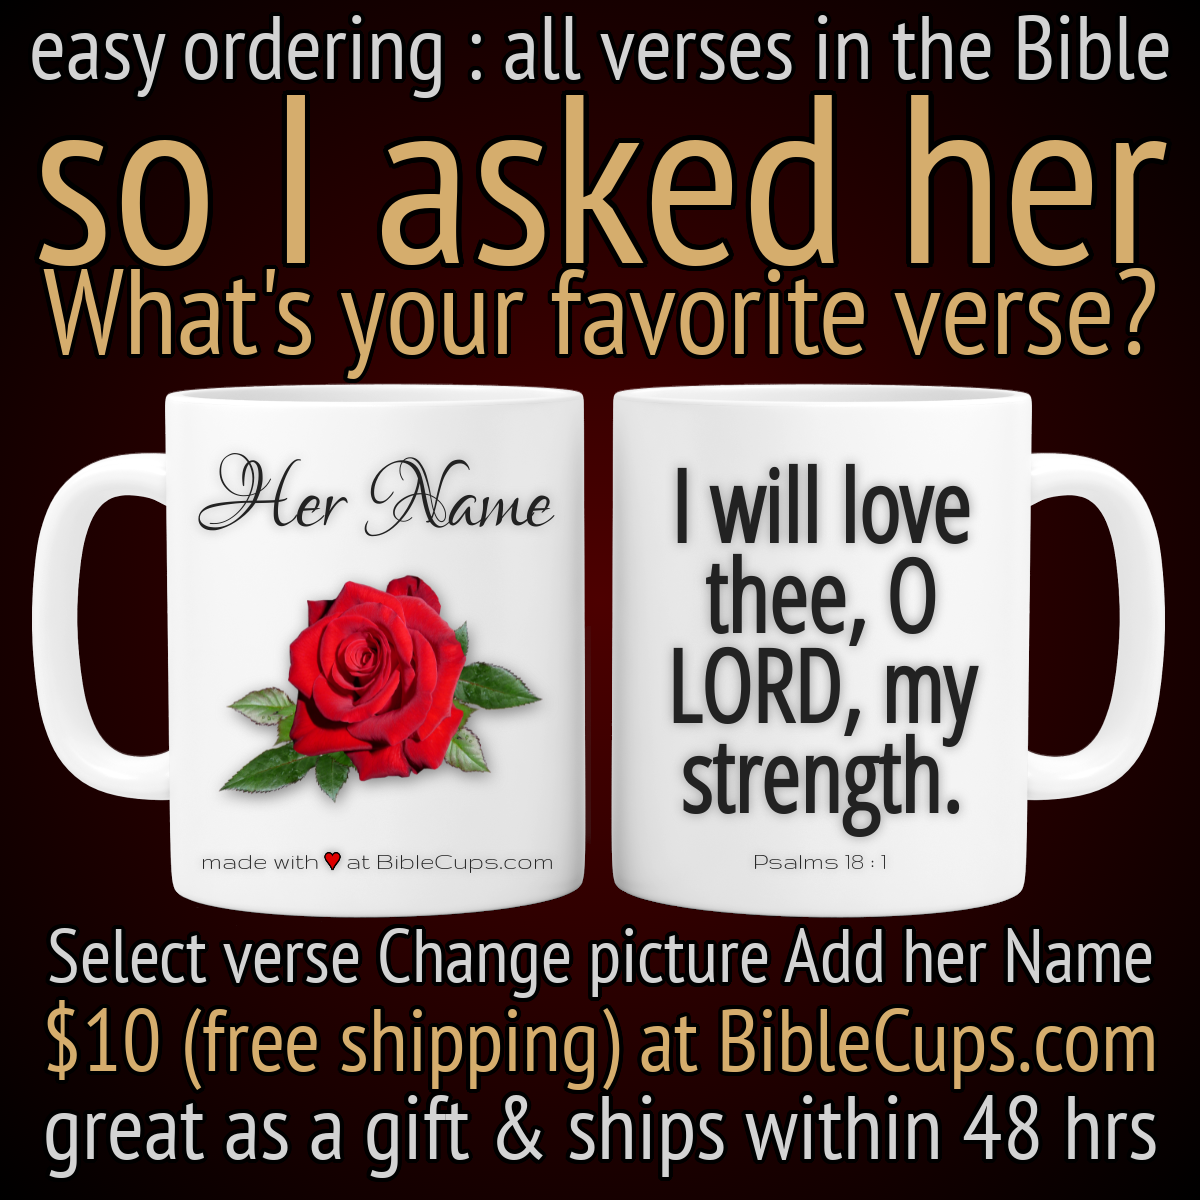 easy ordering : all verses in the Bible
so I asked her
What's your favorite verse?
Her Name
made with ❤ at BibleCups.com
I will love
thee, O
LORD, my
strength.
Psalms 18 : 1
Select verse Change picture Add her Name
$10 (free shipping) at BibleCups.com
great as a gift & ships within 48 hrs